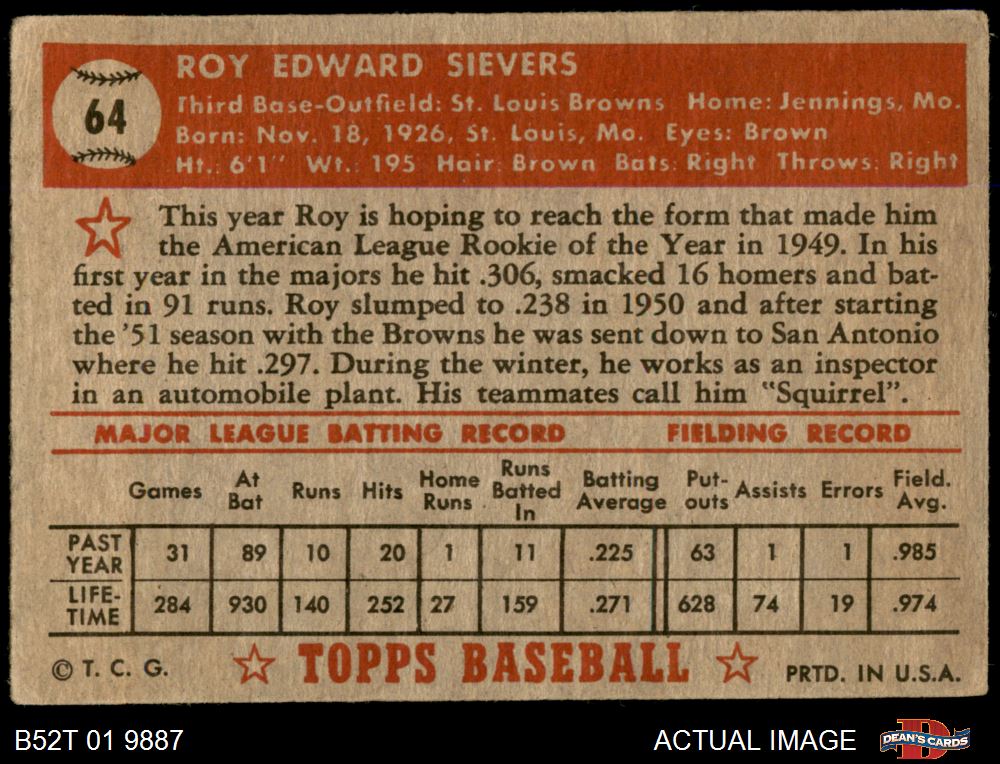 64
ROY EDWARD SIEVERS
Third Base-Outfield: St. Louis Browns Home: Jennings, Mo.
Born: Nov. 18, 1926, St. Louis, Mo. Eyes: Brown
Ht.: 6'1" Wt.: 195 Hair: Brown Bats: Right Throws: Right
This year Roy is hoping to reach the form that made him
the American League Rookie of the Year in 1949. In his
first year in the majors he hit .306, smacked 16 homers and bat-
ted in 91 runs. Roy slumped to .238 in 1950 and after starting
the '51 season with the Browns he was sent down to San Antonio
where he hit .297. During the winter, he works as an inspector
in an automobile plant. His teammates call him "Squirrel".
MAJOR LEAGUE BATTING RECORD FIELDING RECORD
Games At Bat Runs Hits Home Runs Runs Batted In Batting Average Put-outs Assists Errors Field. Avg.
PAST YEAR 31 89 10 20 1 11 .225 63 1 1 .985
LIFE-TIME 284 930 140 252 27 159 .271 628 74 19 .974
© T. C. G. TOPPS BASEBALL PRTD. IN U.S.A.
B52T 01 9887 ACTUAL IMAGE DEAN'S CARDS